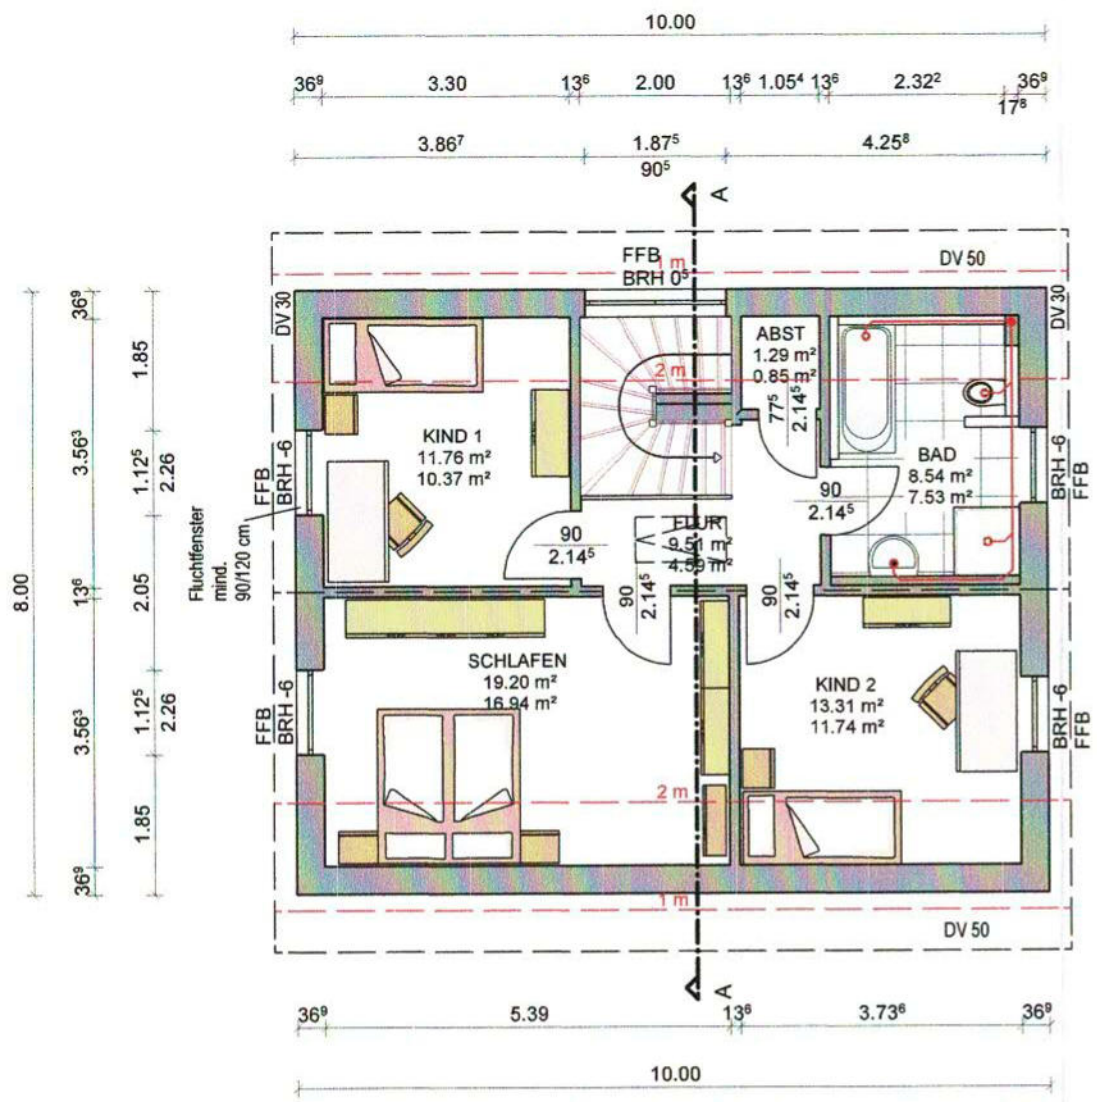 10.00
36⁹ 3.30 13⁶ 2.00 13⁶ 1.05⁴ 13⁶ 2.32² 36⁹
17⁸
3.86⁷ 1.87⁵ 4.25⁸
90⁵
A
FFB
1 m
BRH 0⁵
DV 50
DV 30
DV 30
8.00
36⁹
3.56³
13⁶
3.56³
36⁹
1.85
1.12⁵
2.26
2.05
1.12⁵
2.26
1.85
Fluchtfenster
mind.
90/120 cm
FFB
BRH -6
FFB
BRH -6
BRH -6
FFB
BRH -6
FFB
2 m
ABST
1.29 m²
0.85 m²
77⁵
2.14⁵
KIND 1
11.76 m²
10.37 m²
BAD
8.54 m²
7.53 m²
90
2.14⁵
90
2.14⁵
FLUR
9.51 m²
4.59 m²
90
2.14⁵
90
2.14⁵
SCHLAFEN
19.20 m²
16.94 m²
KIND 2
13.31 m²
11.74 m²
2 m
1 m
DV 50
A
36⁹ 5.39 13⁶ 3.73⁶ 36⁹
10.00